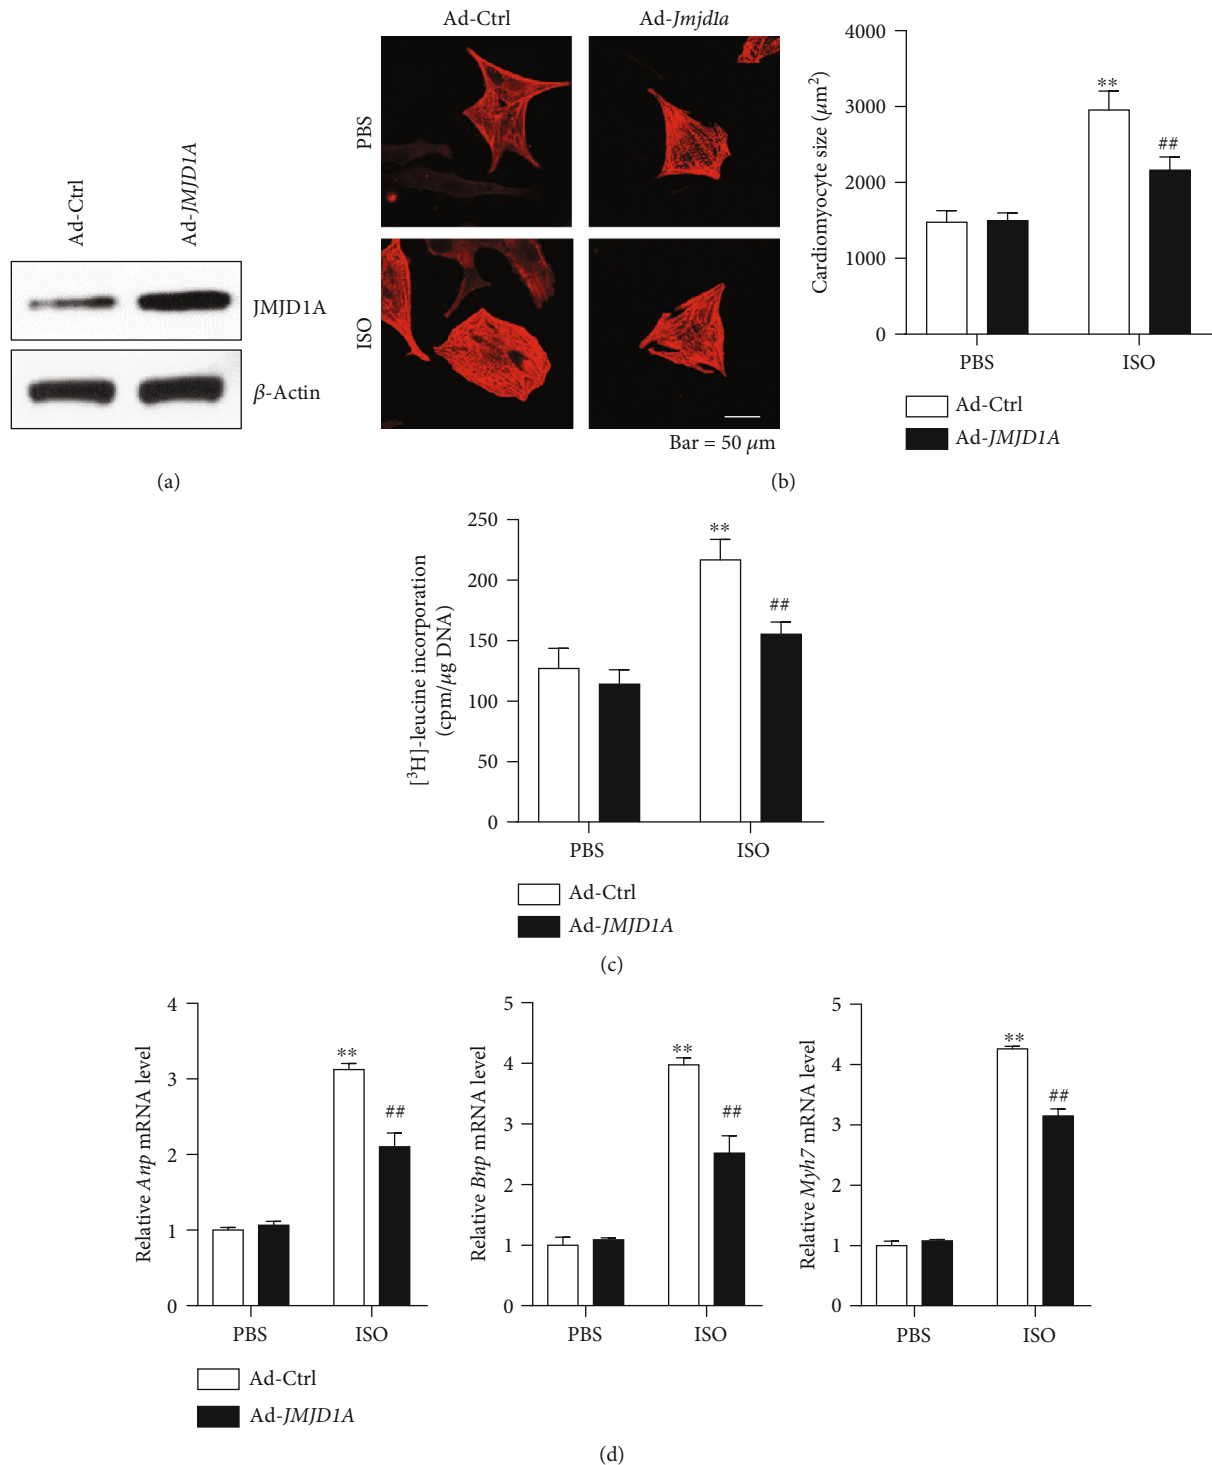 Ad-Ctrl
Ad-JMJD1A
JMJD1A
β-Actin
(a)
Ad-Ctrl
Ad-Jmjd1a
PBS
ISO
Bar = 50 μm
Cardiomyocyte size (μm²)
4000
3000
2000
1000
0
**
##
PBS
ISO
Ad-Ctrl
Ad-JMJD1A
(b)
[³H]-leucine incorporation
(cpm/μg DNA)
250
200
150
100
50
0
**
##
PBS
ISO
Ad-Ctrl
Ad-JMJD1A
(c)
Relative Anp mRNA level
4
3
2
1
0
**
##
PBS
ISO
Relative Bnp mRNA level
5
4
3
2
1
0
**
##
PBS
ISO
Relative Myh7 mRNA level
5
4
3
2
1
0
**
##
PBS
ISO
Ad-Ctrl
Ad-JMJD1A
(d)